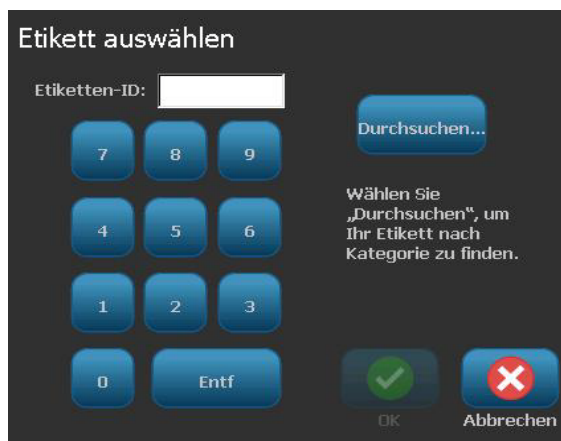 Etikett auswählen
Etiketten-ID:
Durchsuchen...
7 8 9
Wählen Sie
„Durchsuchen“, um
Ihr Etikett nach
Kategorie zu finden.
4 5 6
1 2 3
0 Entf
OK Abbrechen